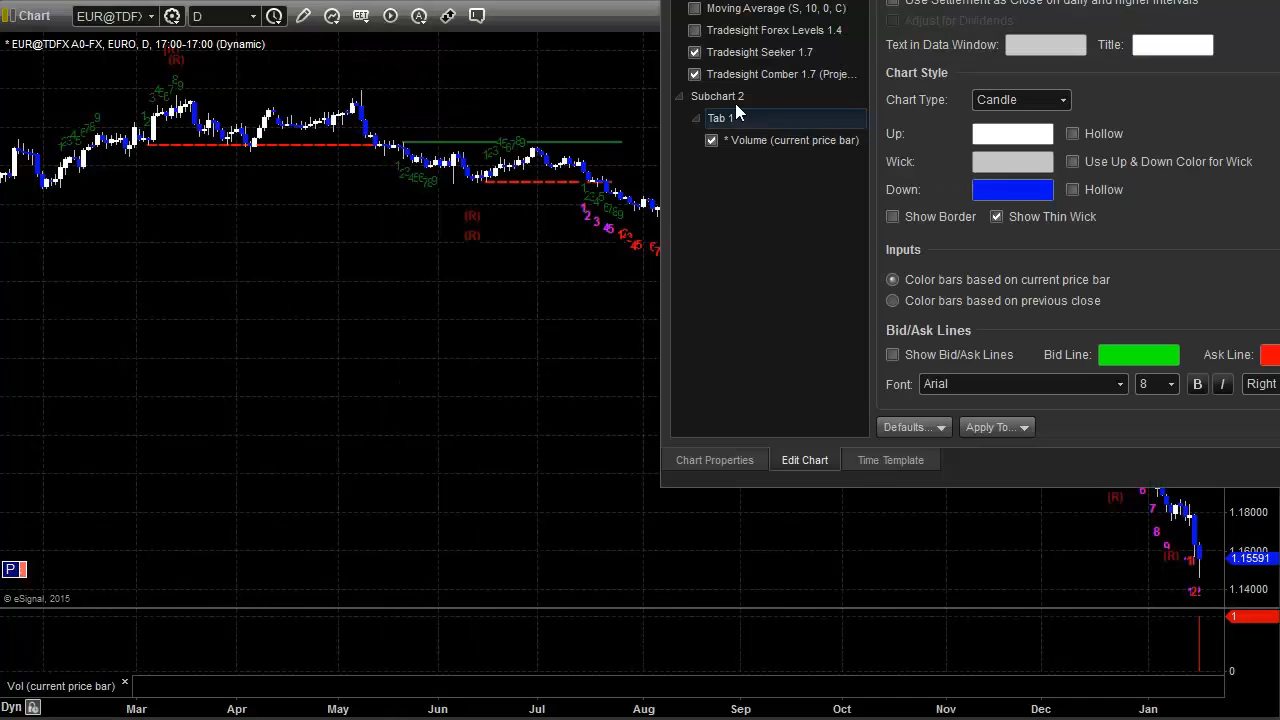 Chart
EUR@TDFX
D
* EUR@TDFX A0-FX, EURO, D, 17:00-17:00 (Dynamic)
(R)
(R)
(R)
(R)
Moving Average (S, 10, 0, C)
Tradesight Forex Levels 1.4
Tradesight Seeker 1.7
Tradesight Comber 1.7 (Proje...
Subchart 2
Tab 1
* Volume (current price bar)
Use Settlement as Close on daily and higher intervals
Adjust for Dividends
Text in Data Window:
Title:
Chart Style
Chart Type:
Candle
Up:
Hollow
Wick:
Use Up & Down Color for Wick
Down:
Hollow
Show Border
Show Thin Wick
Inputs
Color bars based on current price bar
Color bars based on previous close
Bid/Ask Lines
Show Bid/Ask Lines
Bid Line:
Ask Line:
Font:
Arial
8
B
I
Right
Defaults...
Apply To...
Chart Properties
Edit Chart
Time Template
(R)
7
8
9
(R)
1.18000
1.16000
1.15591
1.14000
P
© eSignal, 2015
1
0
Vol (current price bar)
Dyn
Mar
Apr
May
Jun
Jul
Aug
Sep
Oct
Nov
Dec
Jan